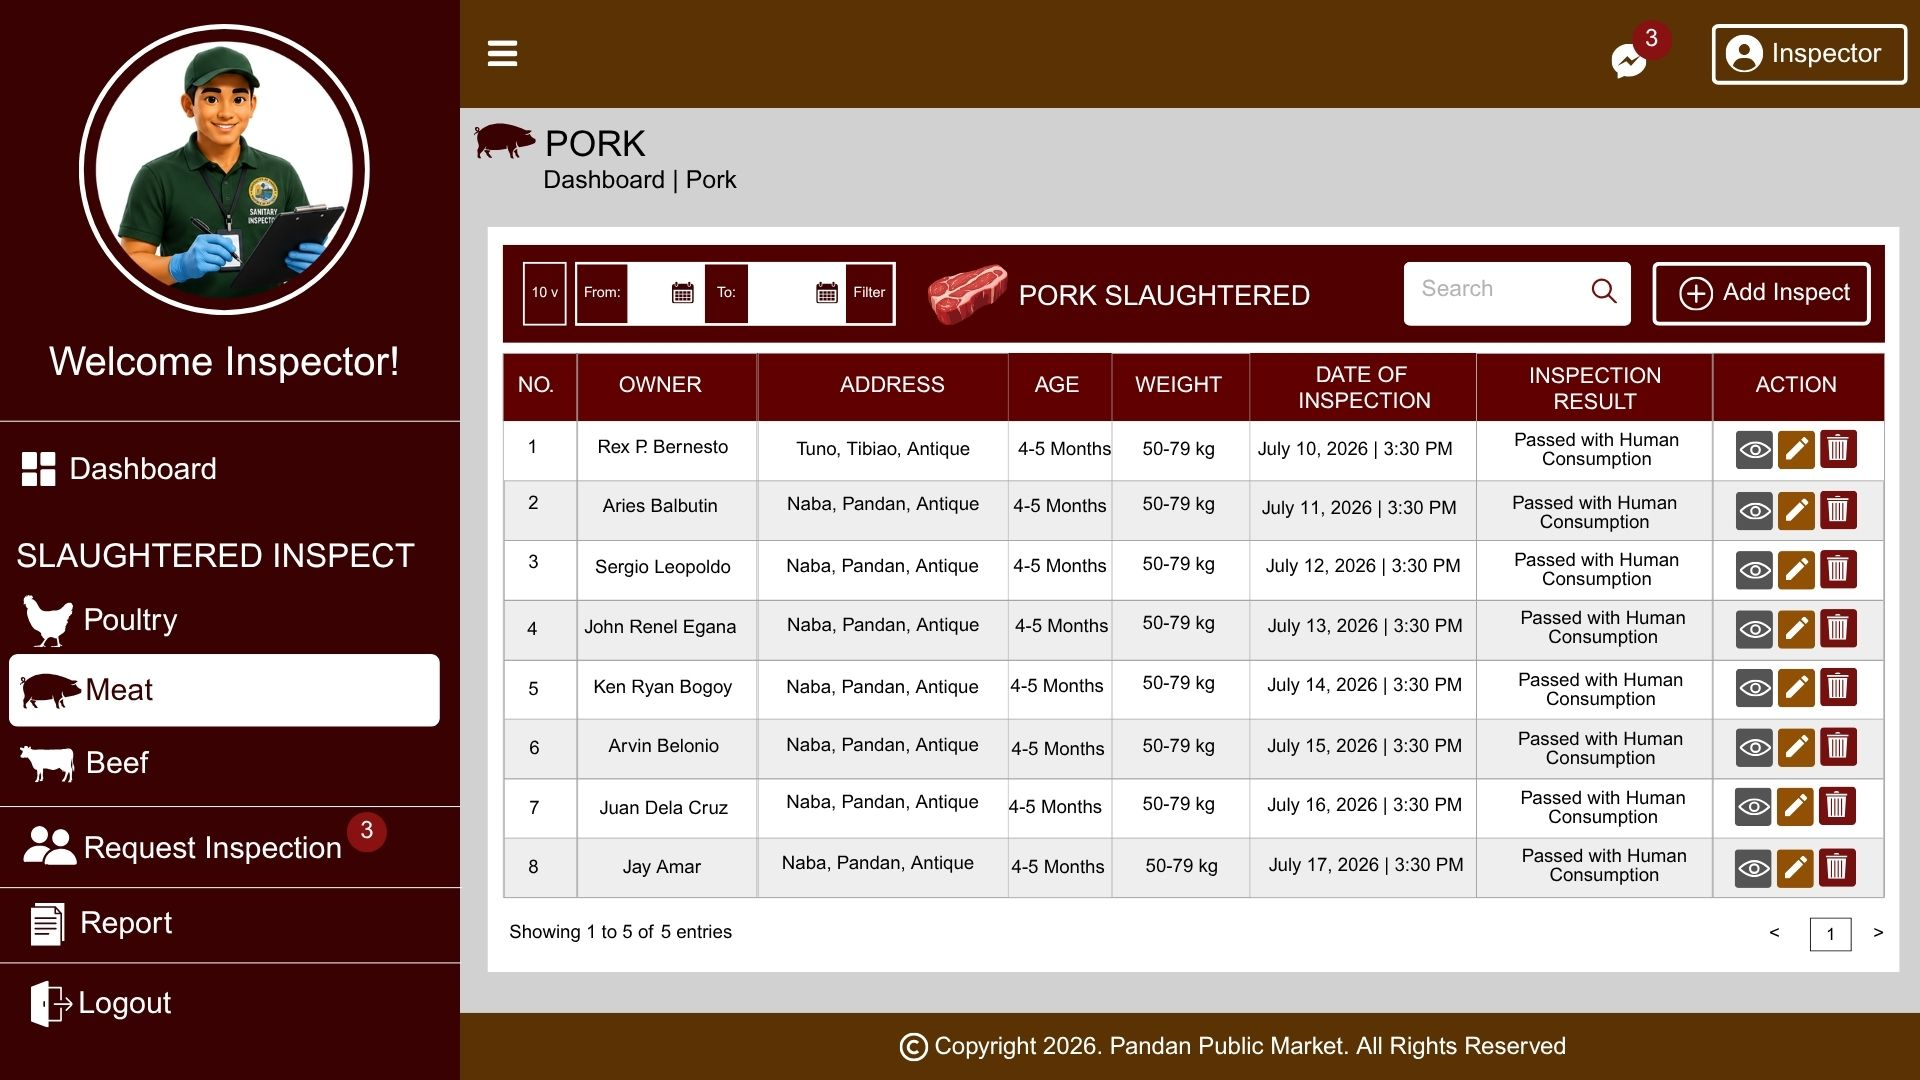 SANITARY
INSPECTO
Welcome Inspector!
Dashboard
SLAUGHTERED INSPECT
Poultry
Meat
Beef
Request Inspection 3
Report
Logout
3
Inspector
PORK
Dashboard | Pork
10 v From: To: Filter PORK SLAUGHTERED Search Add Inspect
NO. OWNER ADDRESS AGE WEIGHT DATE OF INSPECTION INSPECTION RESULT ACTION
1 Rex P. Bernesto Tuno, Tibiao, Antique 4-5 Months 50-79 kg July 10, 2026 | 3:30 PM Passed with Human Consumption
2 Aries Balbutin Naba, Pandan, Antique 4-5 Months 50-79 kg July 11, 2026 | 3:30 PM Passed with Human Consumption
3 Sergio Leopoldo Naba, Pandan, Antique 4-5 Months 50-79 kg July 12, 2026 | 3:30 PM Passed with Human Consumption
4 John Renel Egana Naba, Pandan, Antique 4-5 Months 50-79 kg July 13, 2026 | 3:30 PM Passed with Human Consumption
5 Ken Ryan Bogoy Naba, Pandan, Antique 4-5 Months 50-79 kg July 14, 2026 | 3:30 PM Passed with Human Consumption
6 Arvin Belonio Naba, Pandan, Antique 4-5 Months 50-79 kg July 15, 2026 | 3:30 PM Passed with Human Consumption
7 Juan Dela Cruz Naba, Pandan, Antique 4-5 Months 50-79 kg July 16, 2026 | 3:30 PM Passed with Human Consumption
8 Jay Amar Naba, Pandan, Antique 4-5 Months 50-79 kg July 17, 2026 | 3:30 PM Passed with Human Consumption
Showing 1 to 5 of 5 entries < 1 >
© Copyright 2026. Pandan Public Market. All Rights Reserved